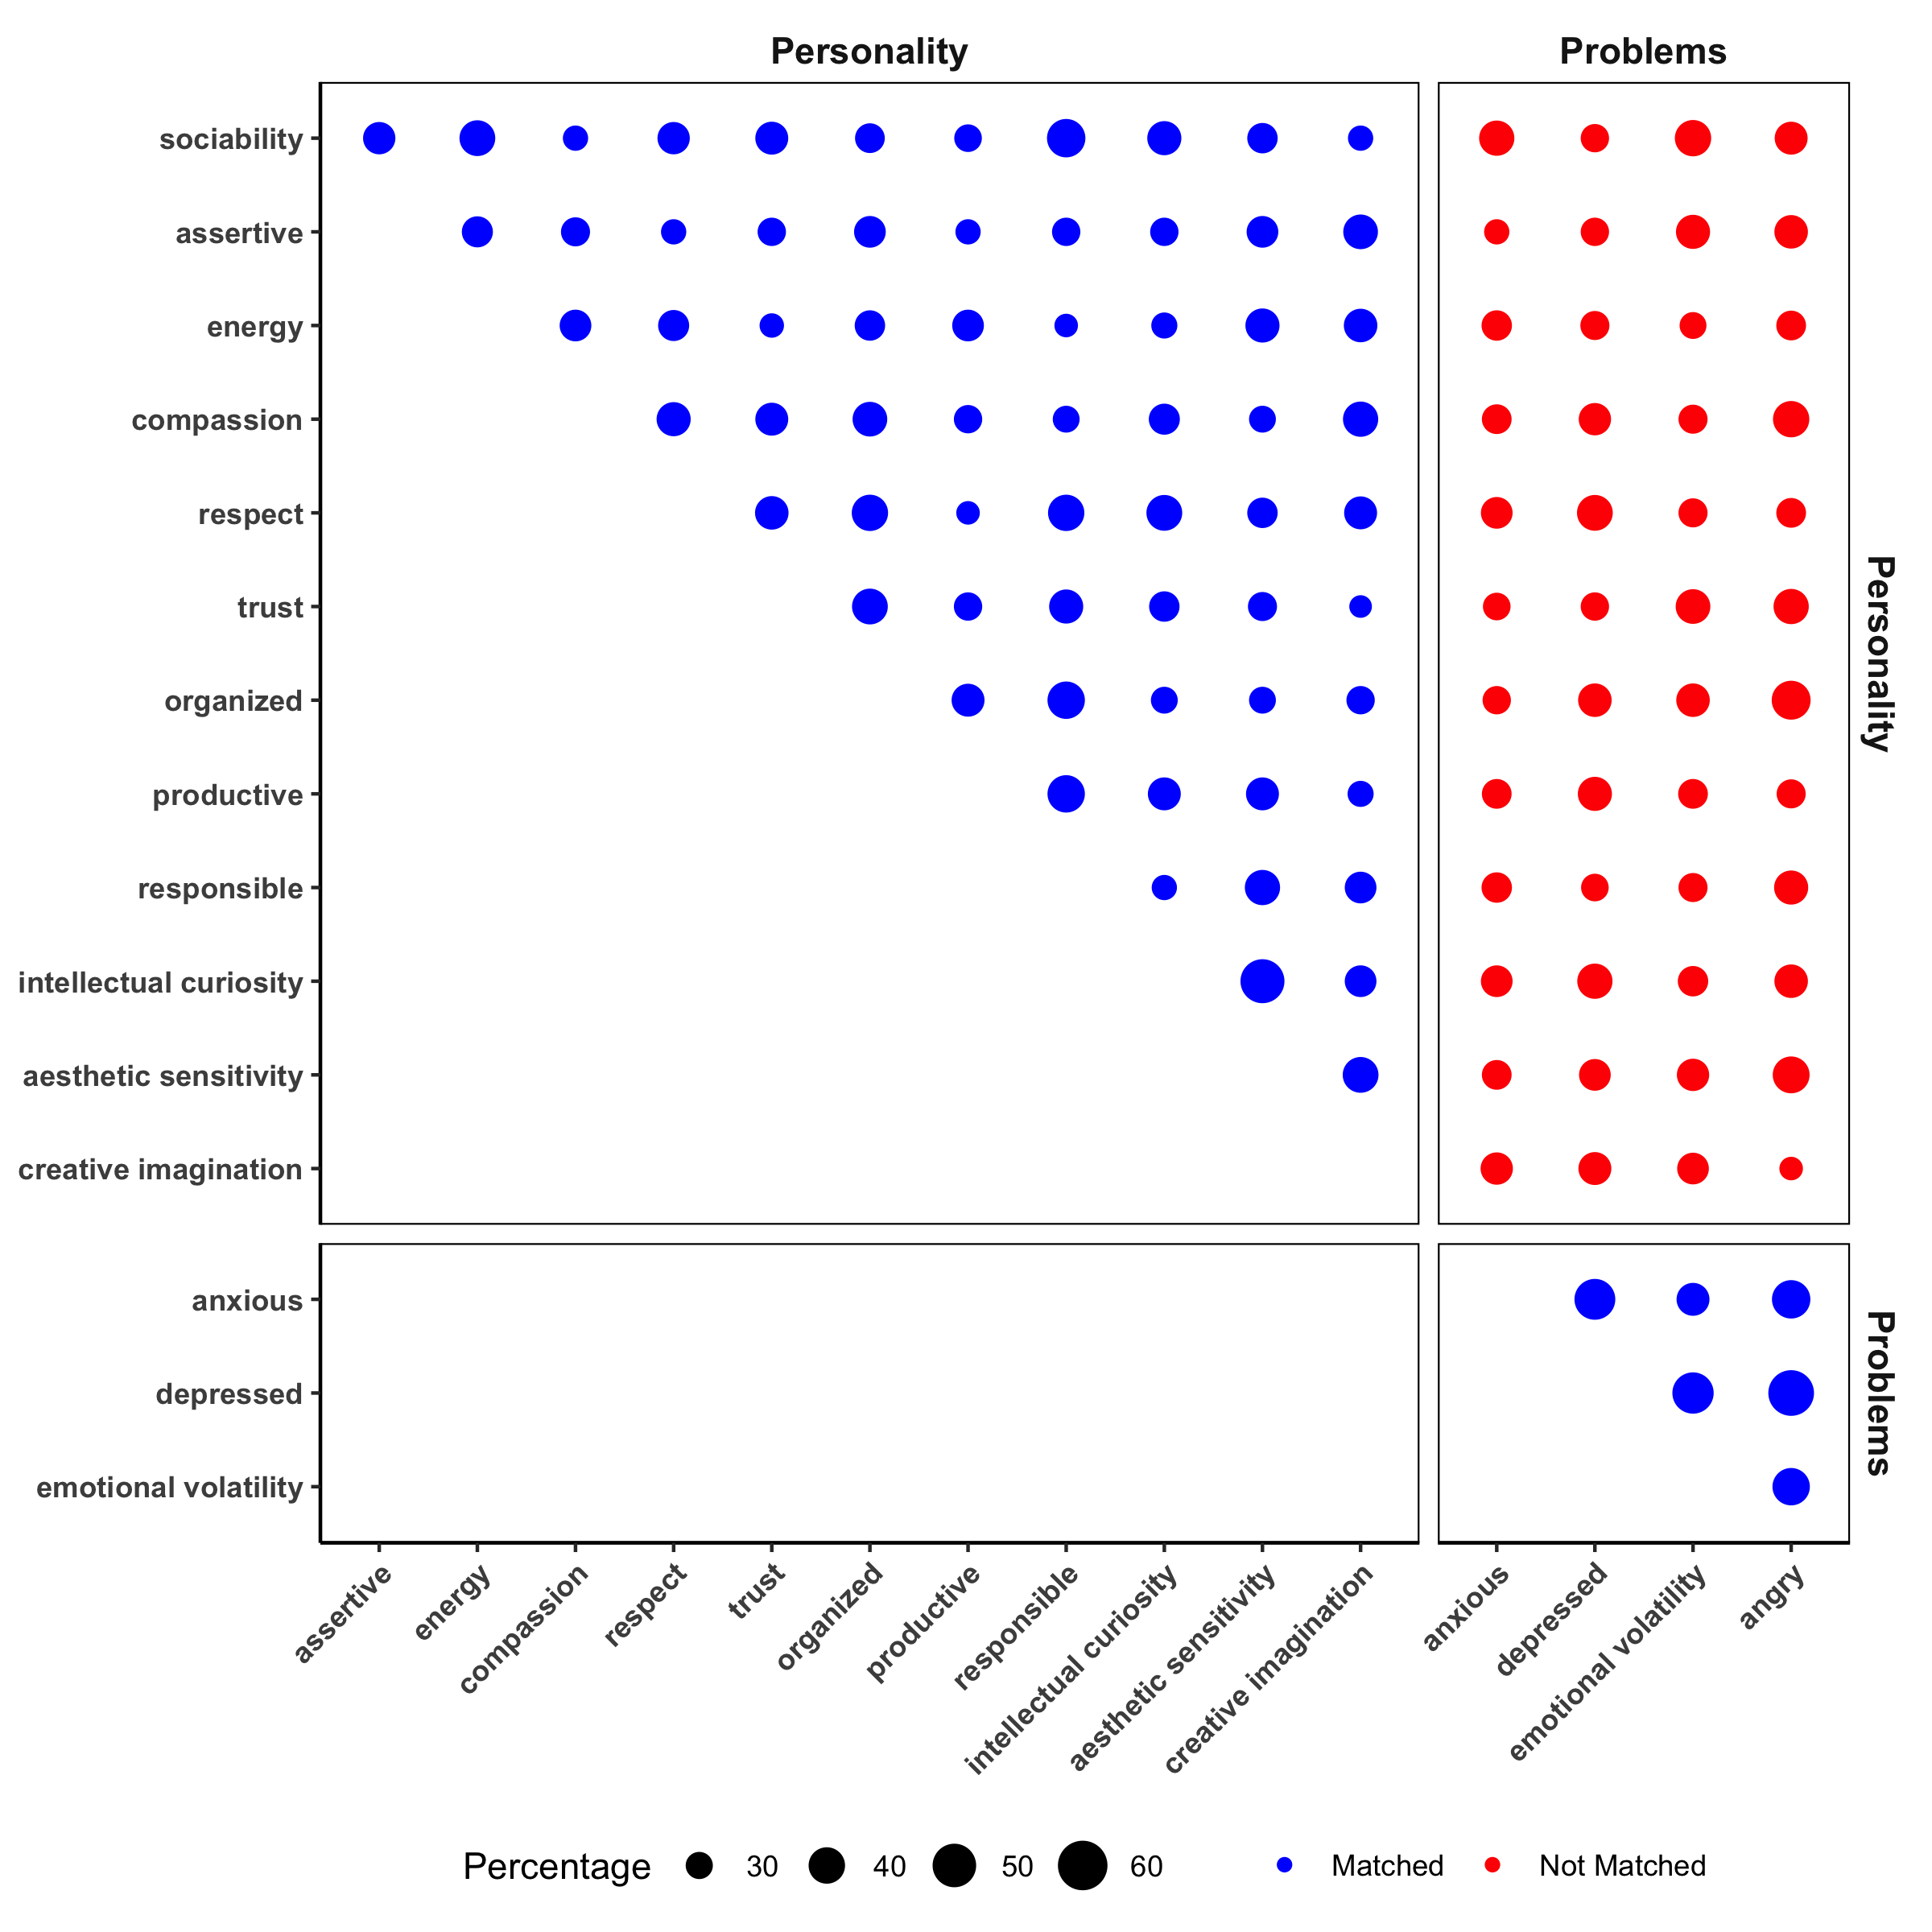 Personality
Problems
sociability
assertive
energy
compassion
respect
trust
organized
productive
responsible
intellectual curiosity
aesthetic sensitivity
creative imagination
Personality
anxious
depressed
emotional volatility
Problems
assertive
energy
compassion
respect
trust
organized
productive
responsible
intellectual curiosity
aesthetic sensitivity
creative imagination
anxious
depressed
emotional volatility
angry
Percentage 30 40 50 60 Matched Not Matched